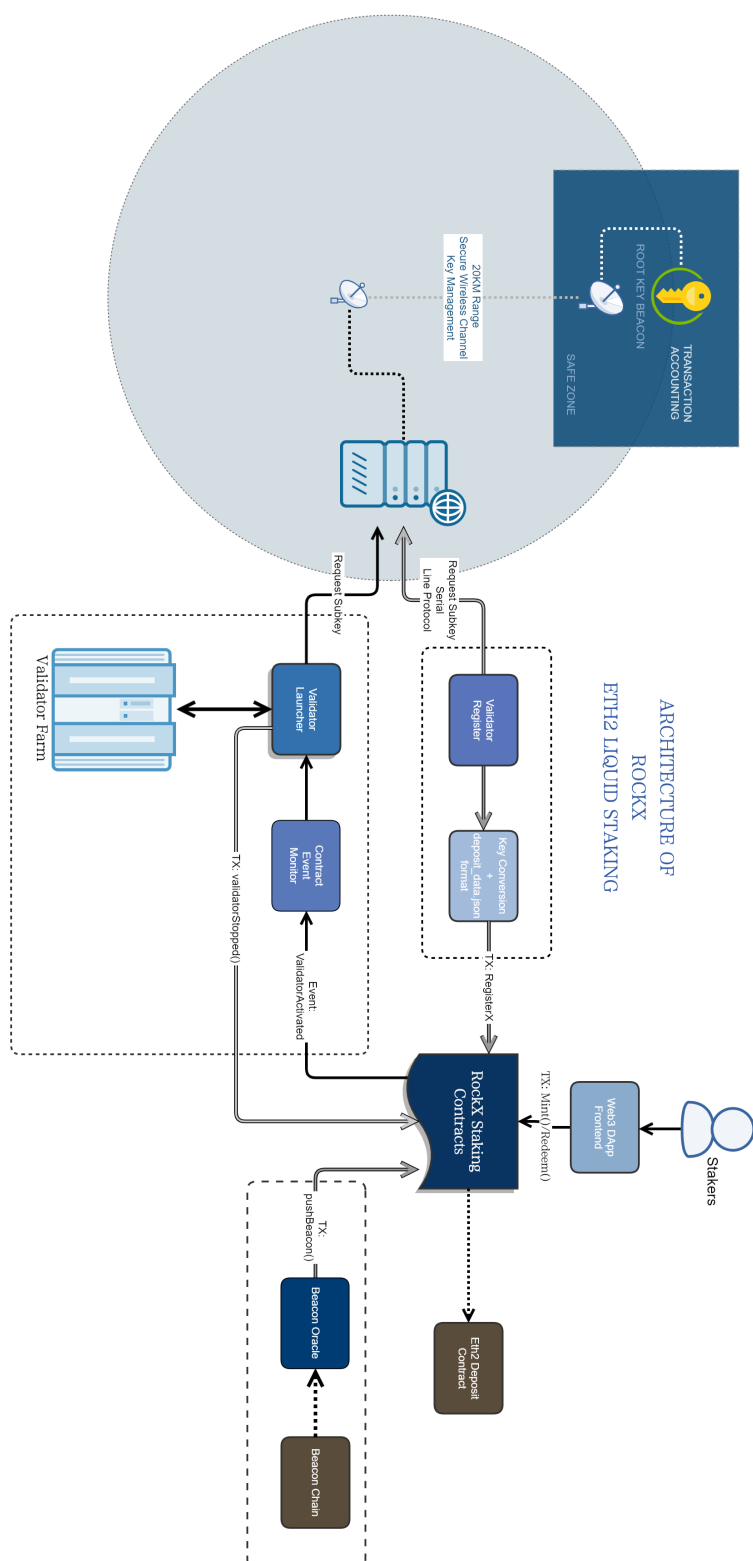 TRANSACTION
ACCOUNTING
ROOT KEY BEACON
SAFE ZONE
20KM Range
Secure Wireless Channel
Key Management
ARCHITECTURE OF
ROCKX
ETH2 LIQUID STAKING
Request Subkey
Serial
Line Protocol
Request Subkey
Validator
Register
Key Conversion
+
deposit_data.json
format
TX: RegisterX
Validator
Launcher
Contract
Event
Monitor
Validator Farm
TX: validatorStopped()
Event:
ValidatorActivated
Stakers
Web3 DApp
Frontend
TX: Mint()/Redeem()
RockX Staking
Contracts
Eth2 Deposit
Contract
TX:
pushBeacon()
Beacon Oracle
Beacon Chain